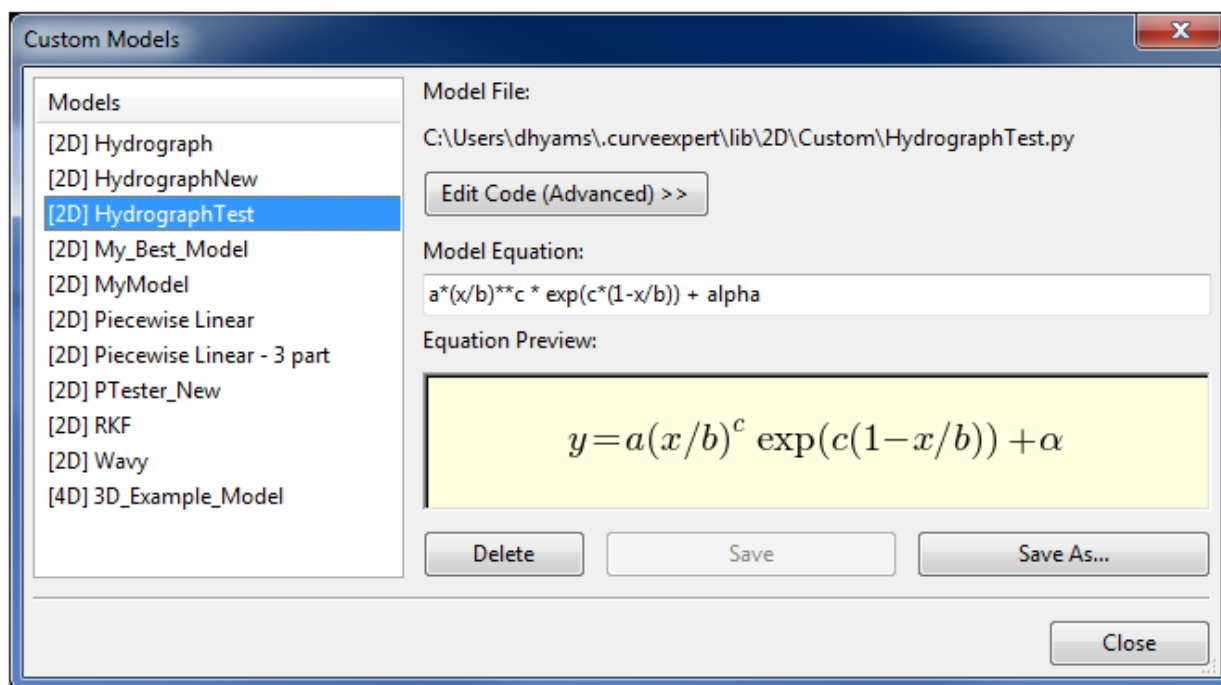 Custom Models
Models
[2D] Hydrograph
[2D] HydrographNew
[2D] HydrographTest
[2D] My_Best_Model
[2D] MyModel
[2D] Piecewise Linear
[2D] Piecewise Linear - 3 part
[2D] PTester_New
[2D] RKF
[2D] Wavy
[4D] 3D_Example_Model
Model File:
C:\Users\dhyams\.curveexpert\lib\2D\Custom\HydrographTest.py
Edit Code (Advanced) >>
Model Equation:
a*(x/b)**c * exp(c*(1-x/b)) + alpha
Equation Preview:
y=a(x/b)^c exp(c(1−x/b))+α
Delete
Save
Save As...
Close